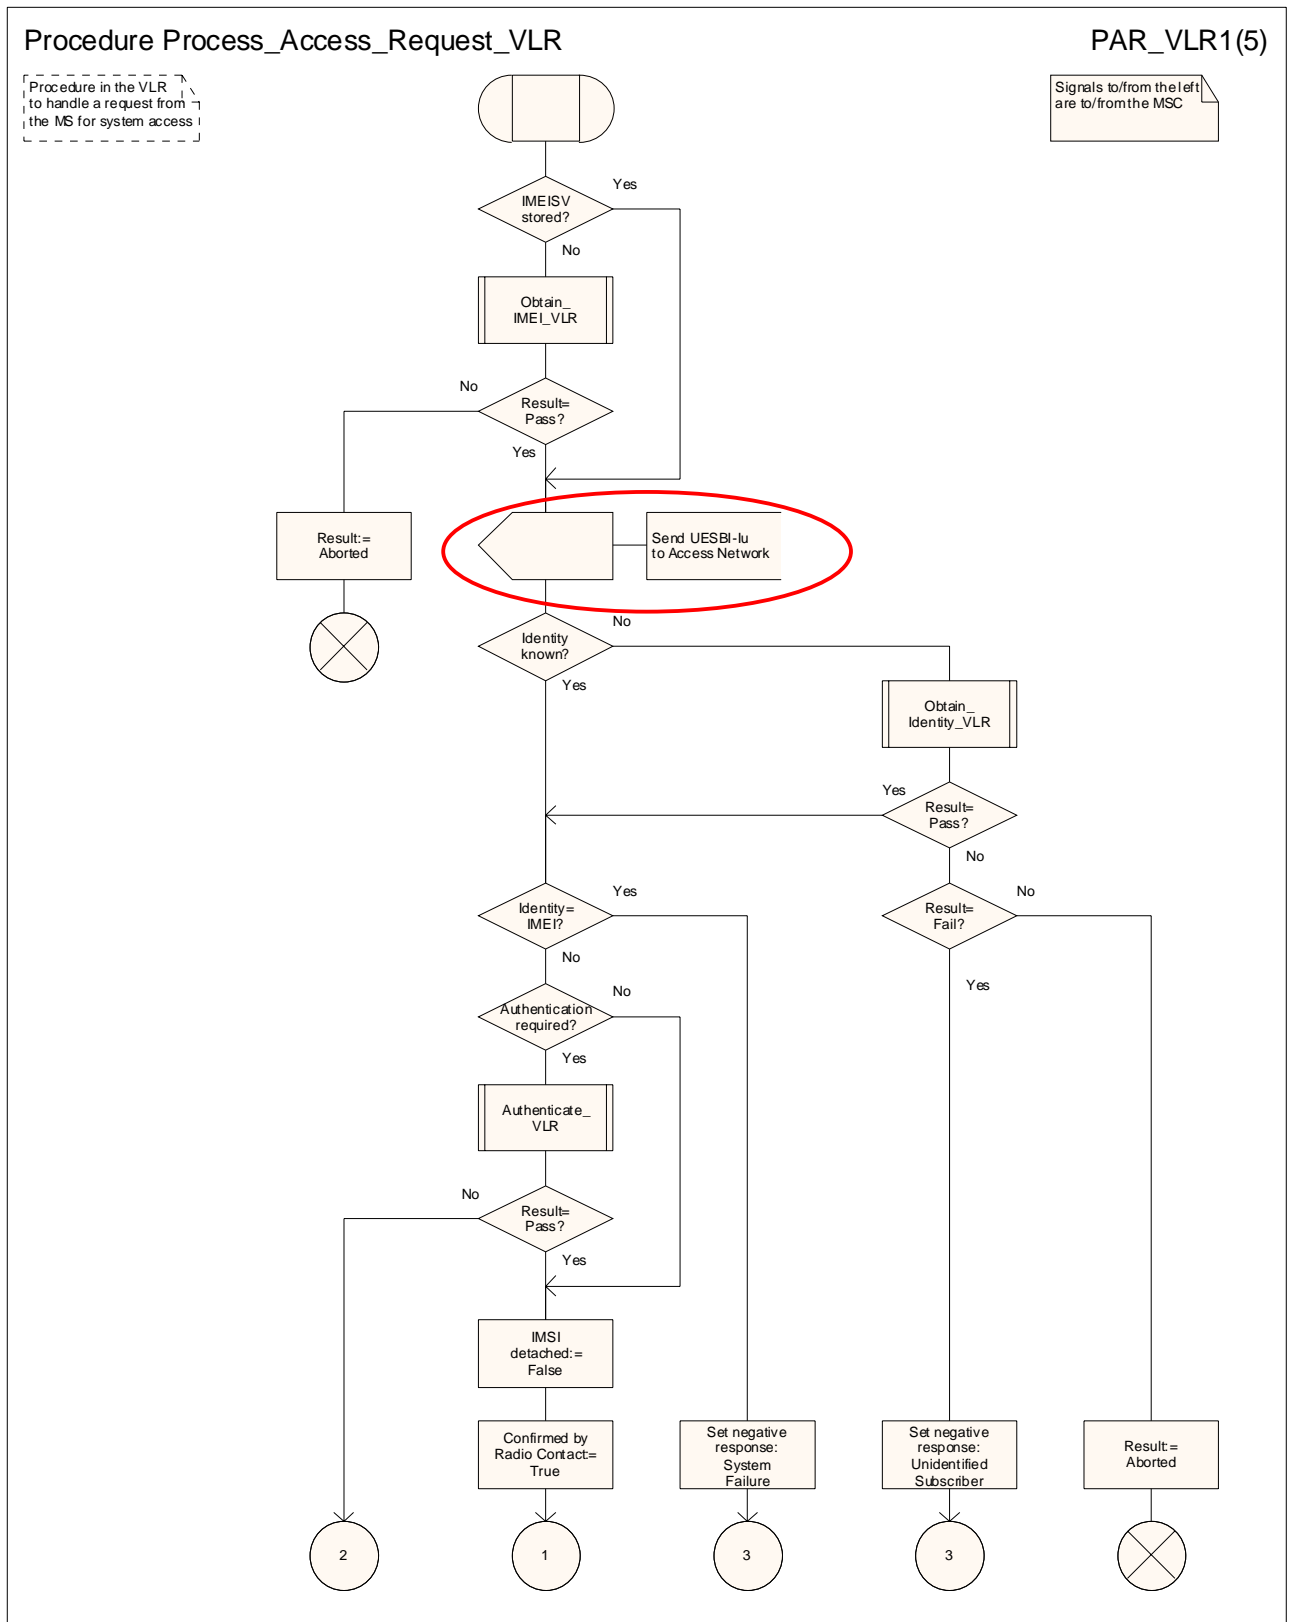 Procedure Process_Access_Request_VLR
PAR_VLR1(5)
Procedure in the VLR
to handle a request from
the MS for system access
Signals to/from the left
are to/from the MSC
IMEISV
stored?
Yes
No
Obtain_
IMEI_VLR
Result=
Pass?
No
Yes
Result:=
Aborted
Send UESBI-Iu
to Access Network
Identity
known?
No
Yes
Obtain_
Identity_VLR
Result=
Pass?
Yes
No
Identity=
IMEI?
Yes
No
Result=
Fail?
No
Yes
Authentication
required?
No
Yes
Authenticate_
VLR
Result=
Pass?
No
Yes
IMSI
detached:=
False
Confirmed by
Radio Contact:=
True
Set negative
response:
System
Failure
Set negative
response:
Unidentified
Subscriber
Result:=
Aborted
2
1
3
3